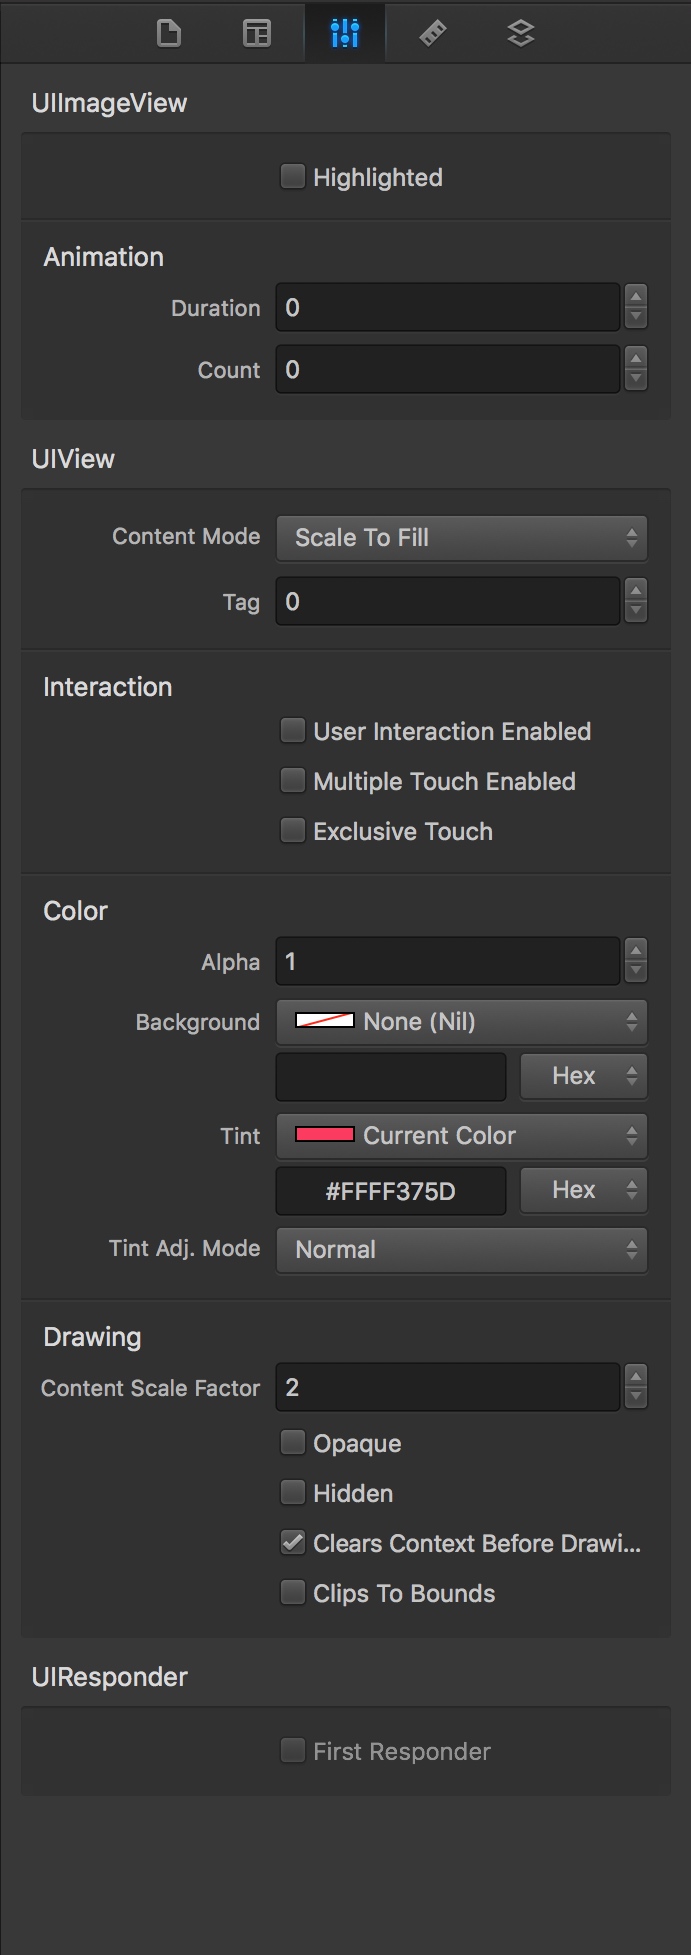 UIImageView
Highlighted
Animation
Duration 0
Count 0
UIView
Content Mode Scale To Fill
Tag 0
Interaction
User Interaction Enabled
Multiple Touch Enabled
Exclusive Touch
Color
Alpha 1
Background None (Nil)
Hex
Tint Current Color
#FFFF375D Hex
Tint Adj. Mode Normal
Drawing
Content Scale Factor 2
Opaque
Hidden
Clears Context Before Drawi...
Clips To Bounds
UIResponder
First Responder